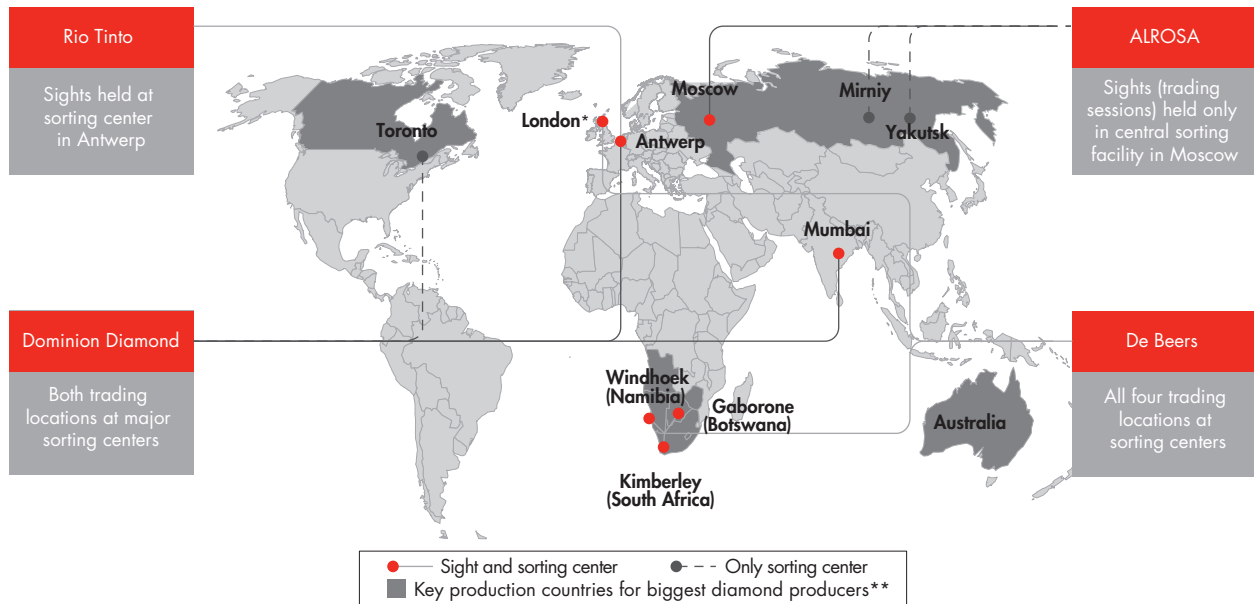 Rio Tinto
Sights held at
sorting center
in Antwerp
ALROSA
Sights (trading
sessions) held only
in central sorting
facility in Moscow
Toronto
London*
Antwerp
Moscow
Mirniy
Yakutsk
Mumbai
Dominion Diamond
Both trading
locations at major
sorting centers
De Beers
All four trading
locations at
sorting centers
Windhoek
(Namibia)
Gaborone
(Botswana)
Kimberley
(South Africa)
Australia
Sight and sorting center
Only sorting center
Key production countries for biggest diamond producers**